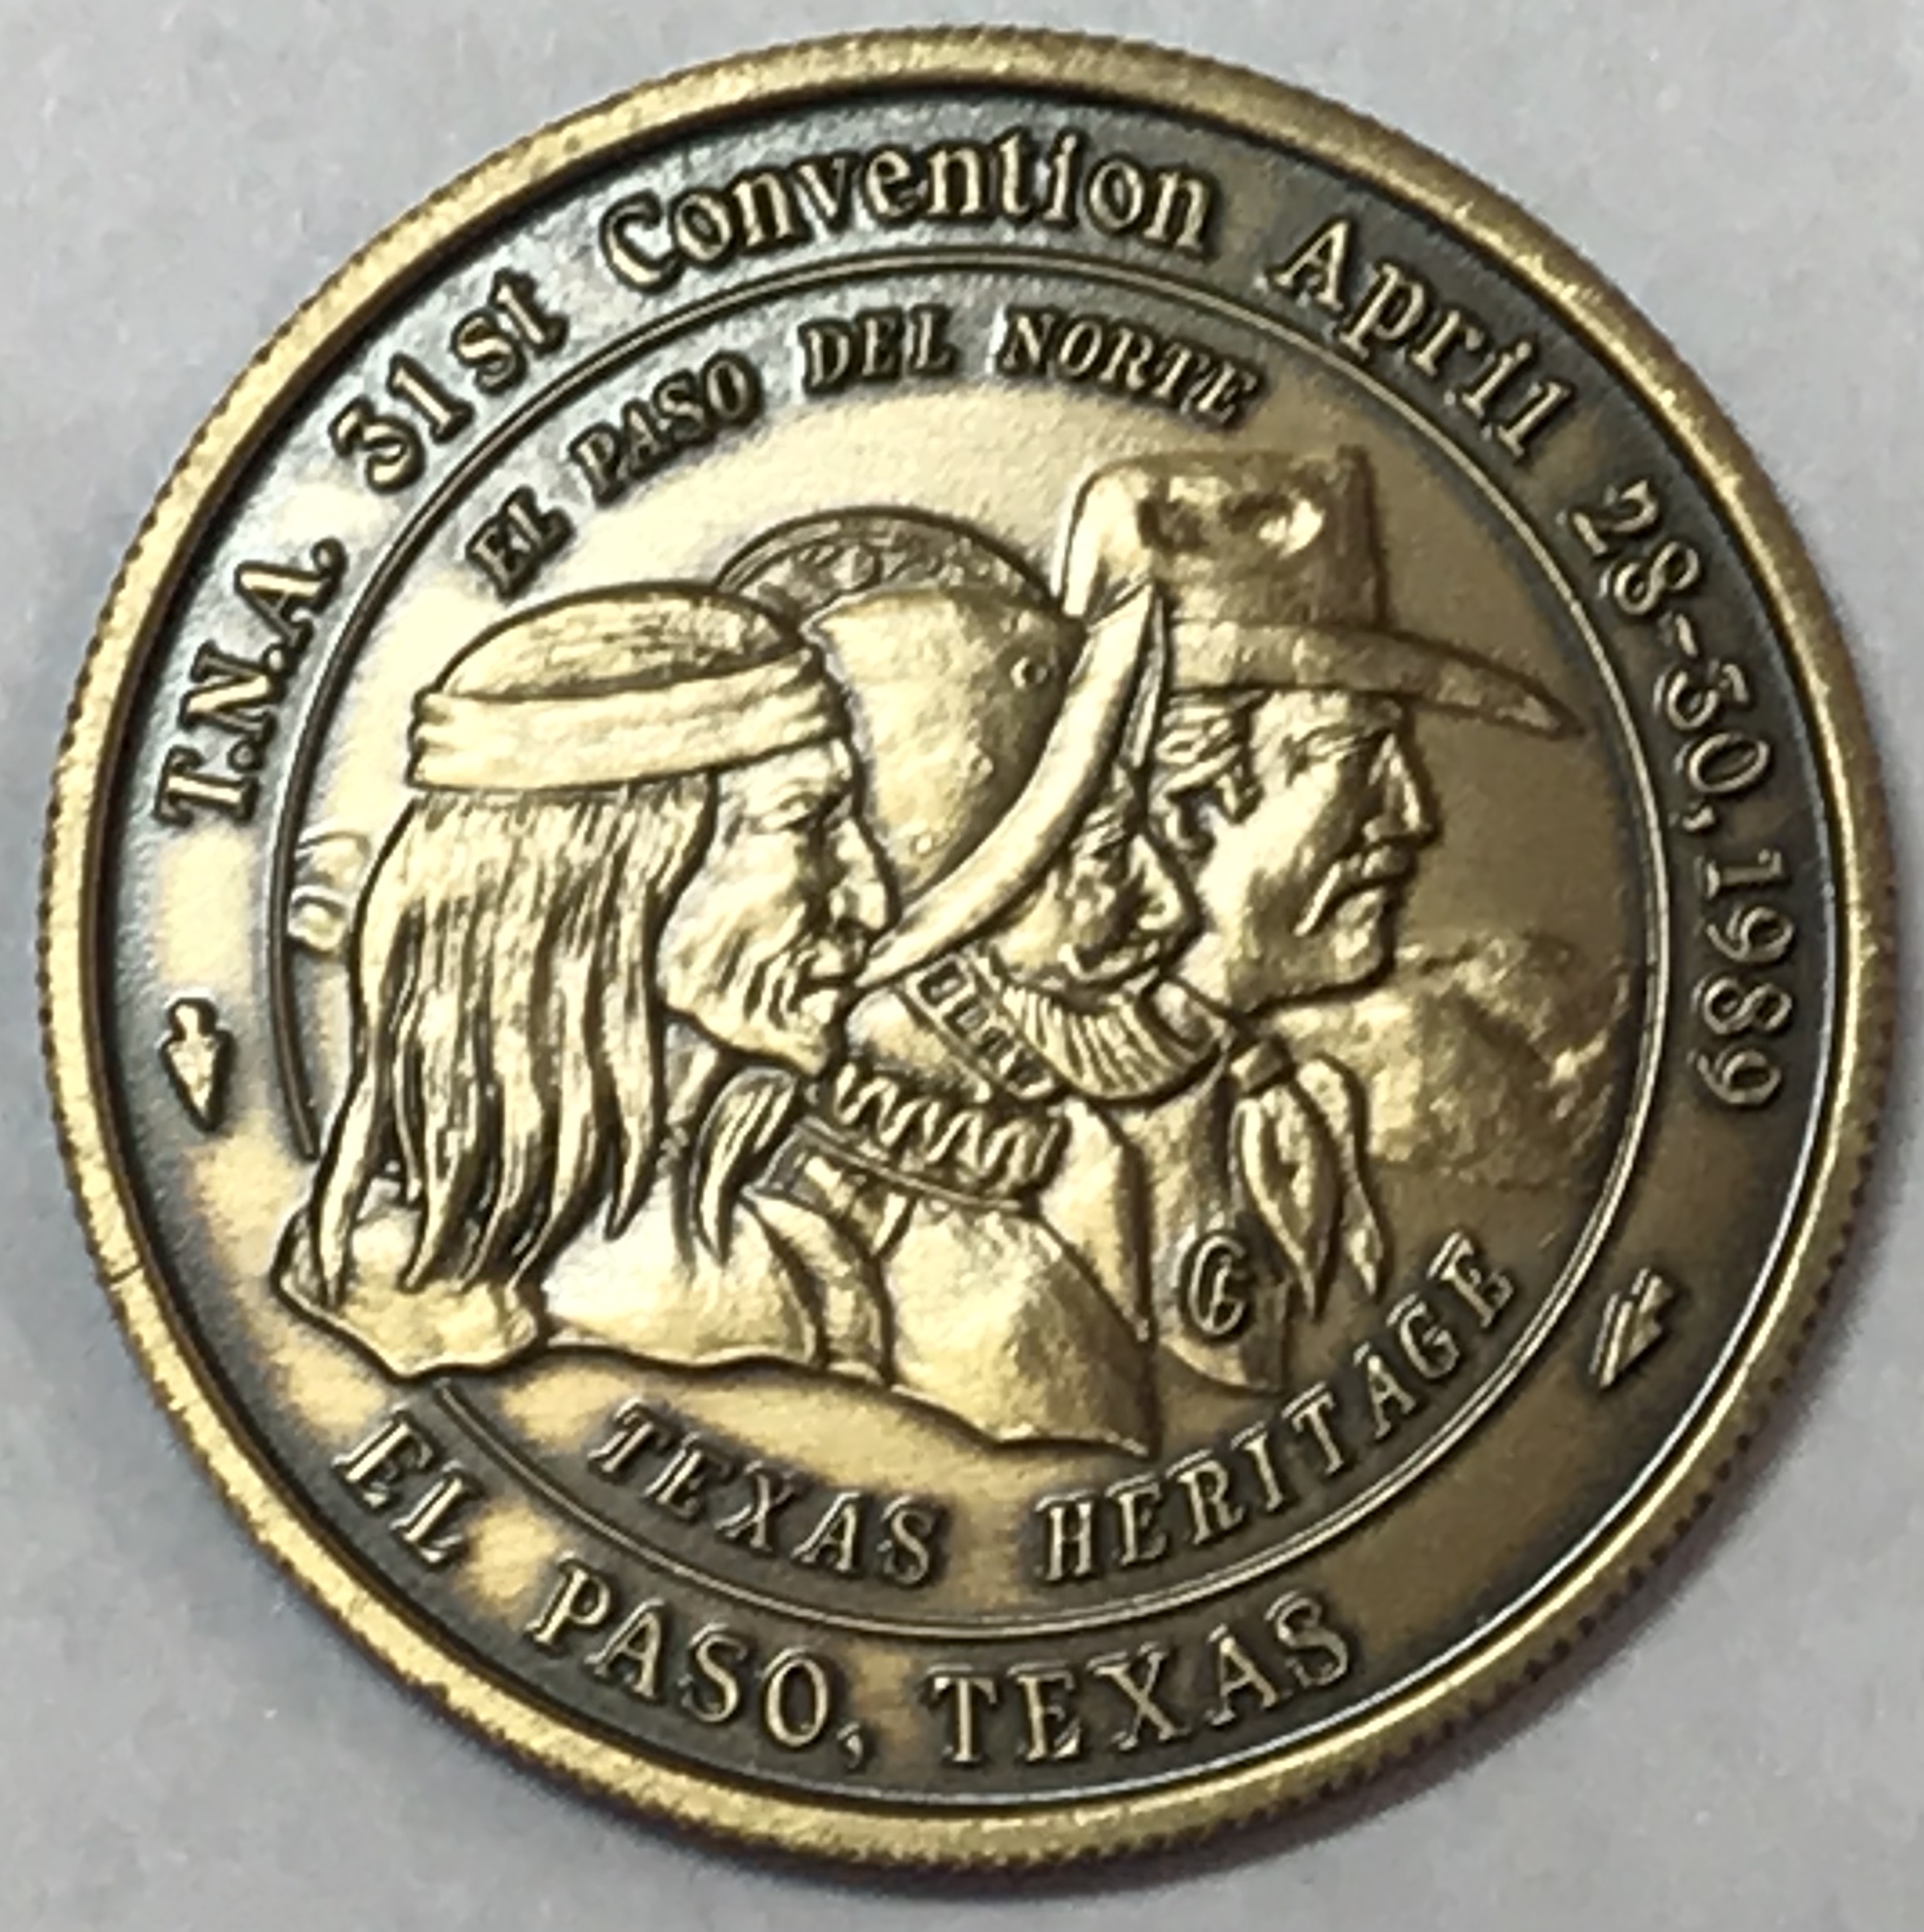 T.N.A. 31st Convention April 28-30, 1989
EL PASO DEL NORTE
TEXAS HERITAGE
EL PASO, TEXAS